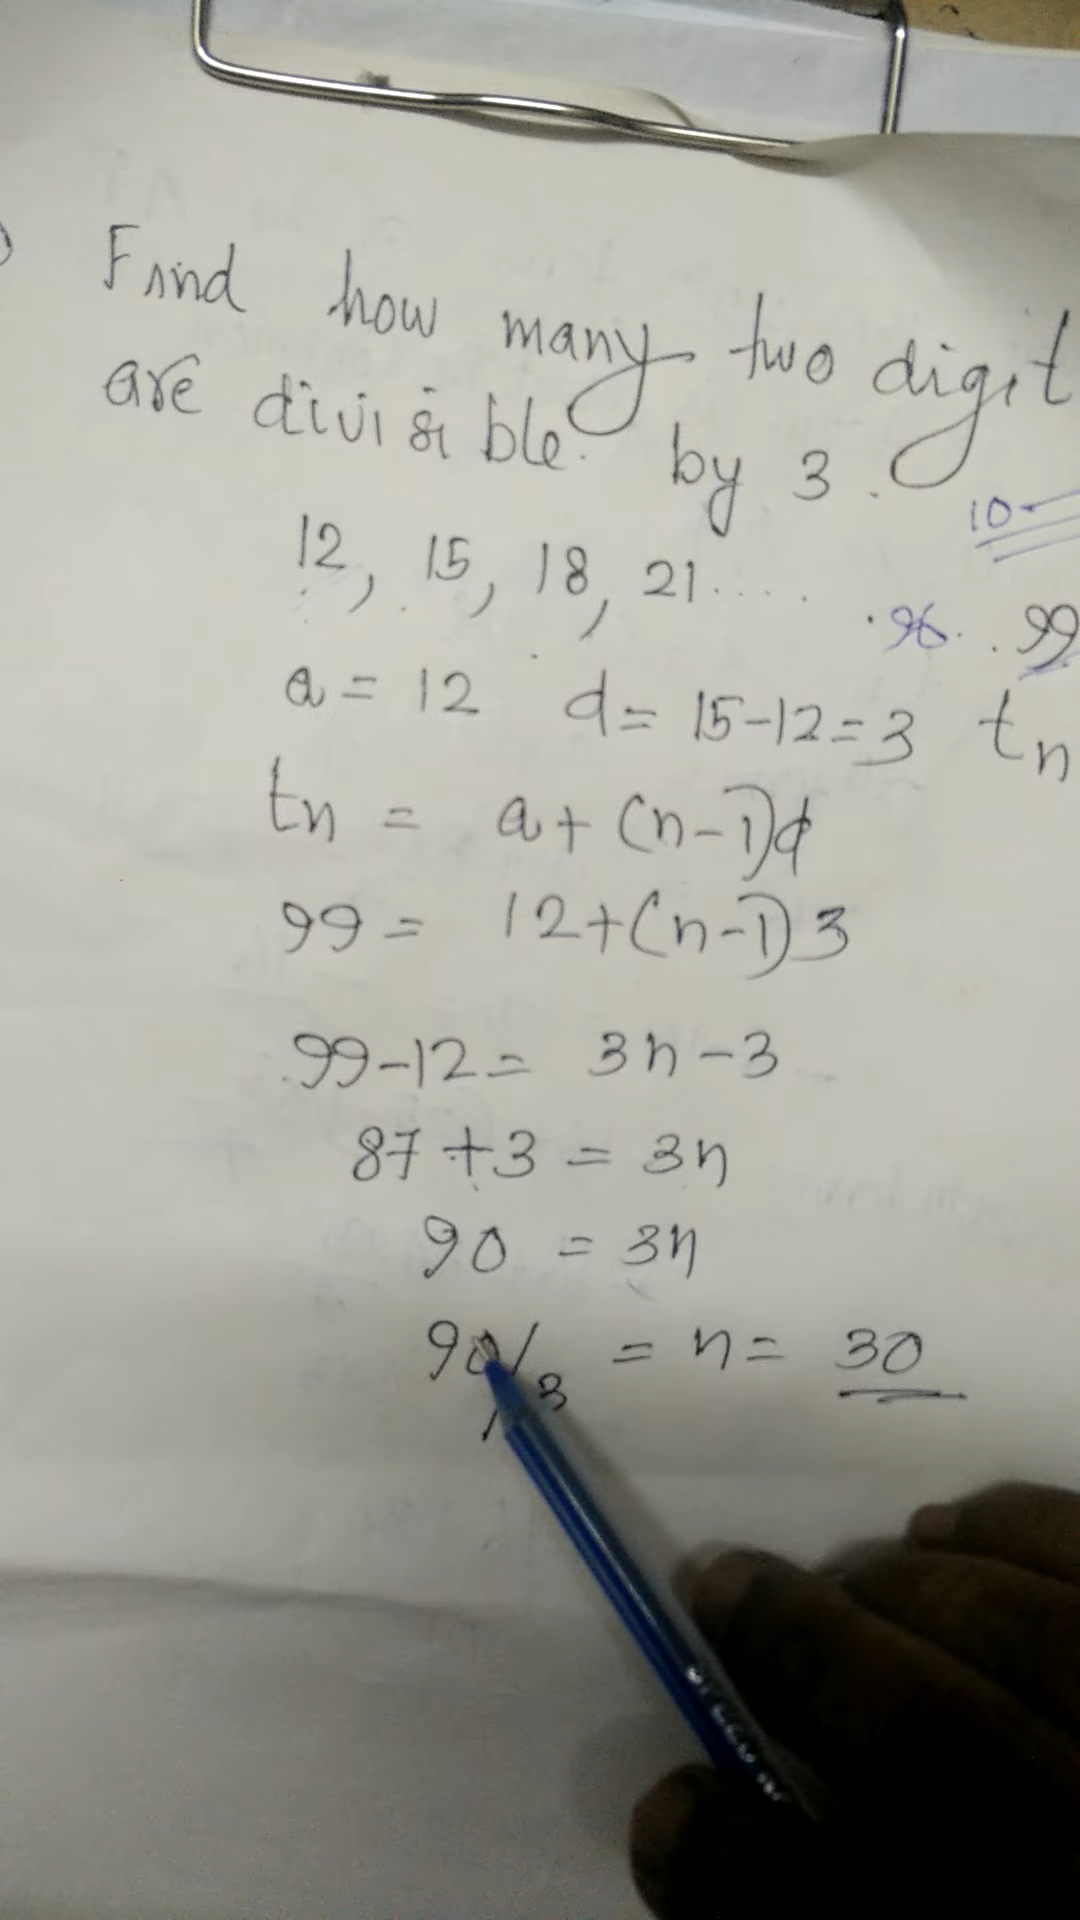 Find how many two digit
are divisible by 3.
10-
12, 15, 18, 21.... .96. . 99
a = 12 d = 15-12=3 tn
tn = a + (n-1)d
99 = 12+(n-1)3
99-12 = 3n-3
87+3 = 3n
90 = 3n
90/3 = n = 30